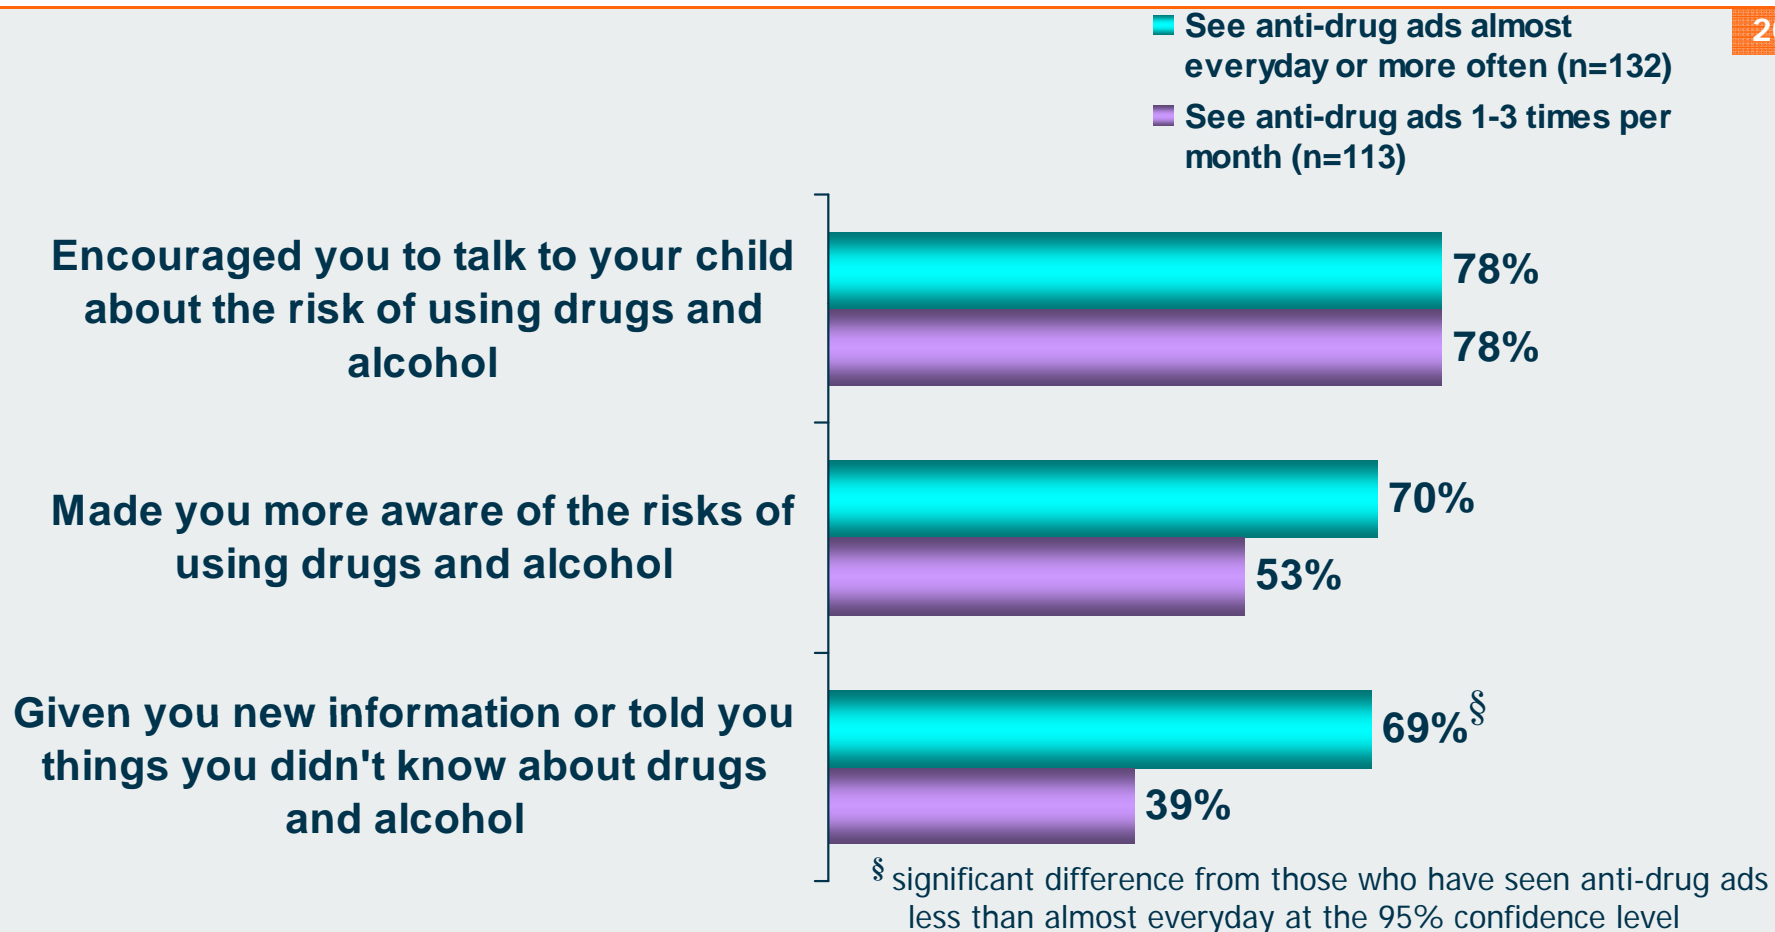 See anti-drug ads almost
everyday or more often (n=132)
See anti-drug ads 1-3 times per
month (n=113)
Encouraged you to talk to your child
about the risk of using drugs and
alcohol
78%
78%
Made you more aware of the risks of
using drugs and alcohol
70%
53%
Given you new information or told you
things you didn't know about drugs
and alcohol
69%§
39%
§ significant difference from those who have seen anti-drug ads
less than almost everyday at the 95% confidence level